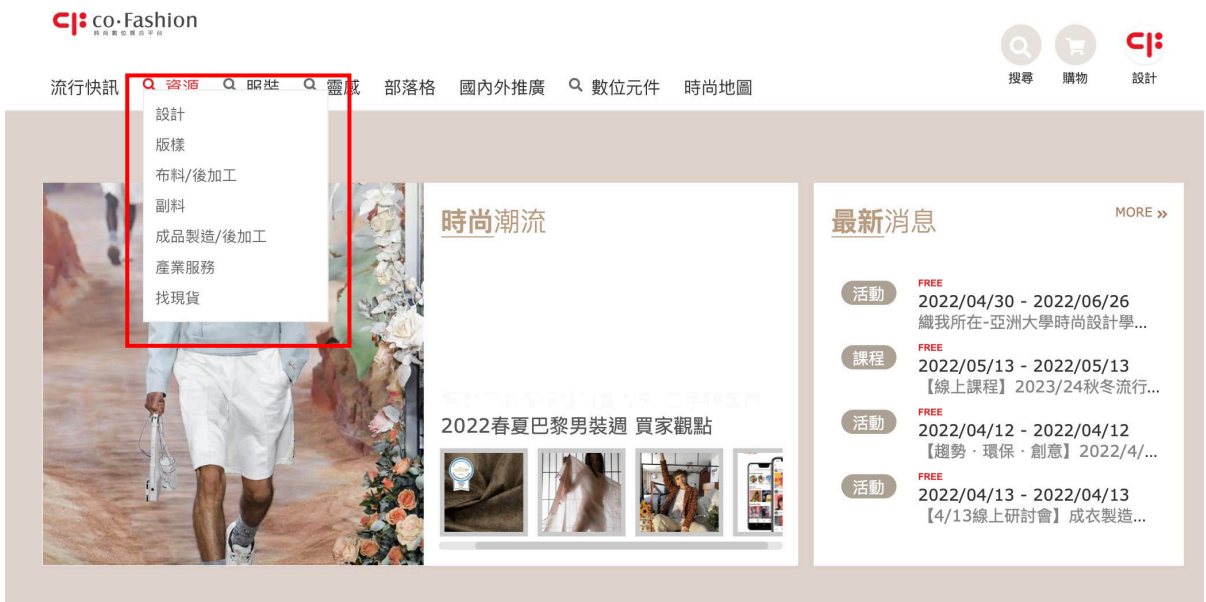 co·Fashion
時尚數位媒合平台
搜尋 購物 設計
流行快訊 資源 服裝 靈感 部落格 國內外推廣 數位元件 時尚地圖
設計
版樣
布料/後加工
副料
成品製造/後加工
產業服務
找現貨
時尚潮流
2022春夏巴黎男裝週 買家觀點
最新消息
MORE »
活動
FREE
2022/04/30 - 2022/06/26
織我所在-亞洲大學時尚設計學...
課程
FREE
2022/05/13 - 2022/05/13
【線上課程】2023/24秋冬流行...
活動
FREE
2022/04/12 - 2022/04/12
【趨勢．環保．創意】2022/4/...
活動
FREE
2022/04/13 - 2022/04/13
【4/13線上研討會】成衣製造...